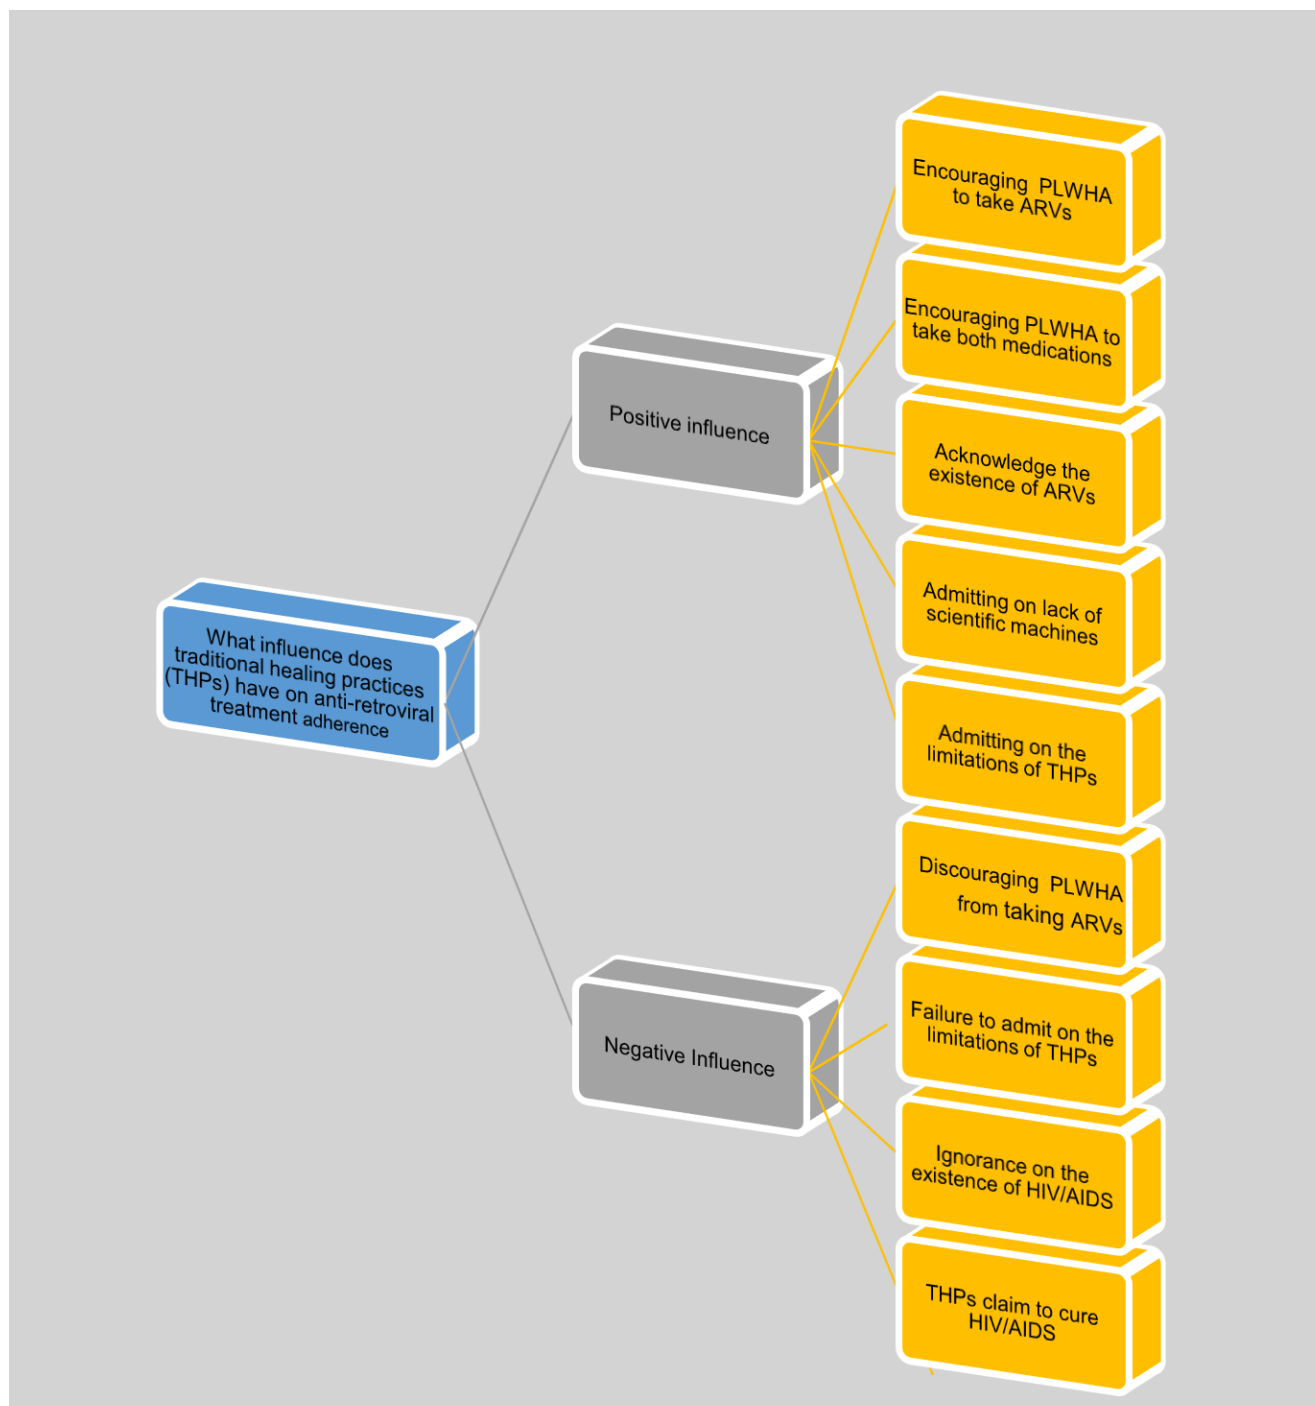 Encouraging PLWHA
to take ARVs
Encouraging PLWHA to
take both medications
Positive influence
Acknowledge the
existence of ARVs
Admitting on lack of
scientific machines
What influence does
traditional healing practices
(THPs) have on anti-retroviral
treatment adherence
Admitting on the
limitations of THPs
Discouraging PLWHA
from taking ARVs
Negative Influence
Failure to admit on the
limitations of THPs
Ignorance on the
existence of HIV/AIDS
THPs claim to cure
HIV/AIDS